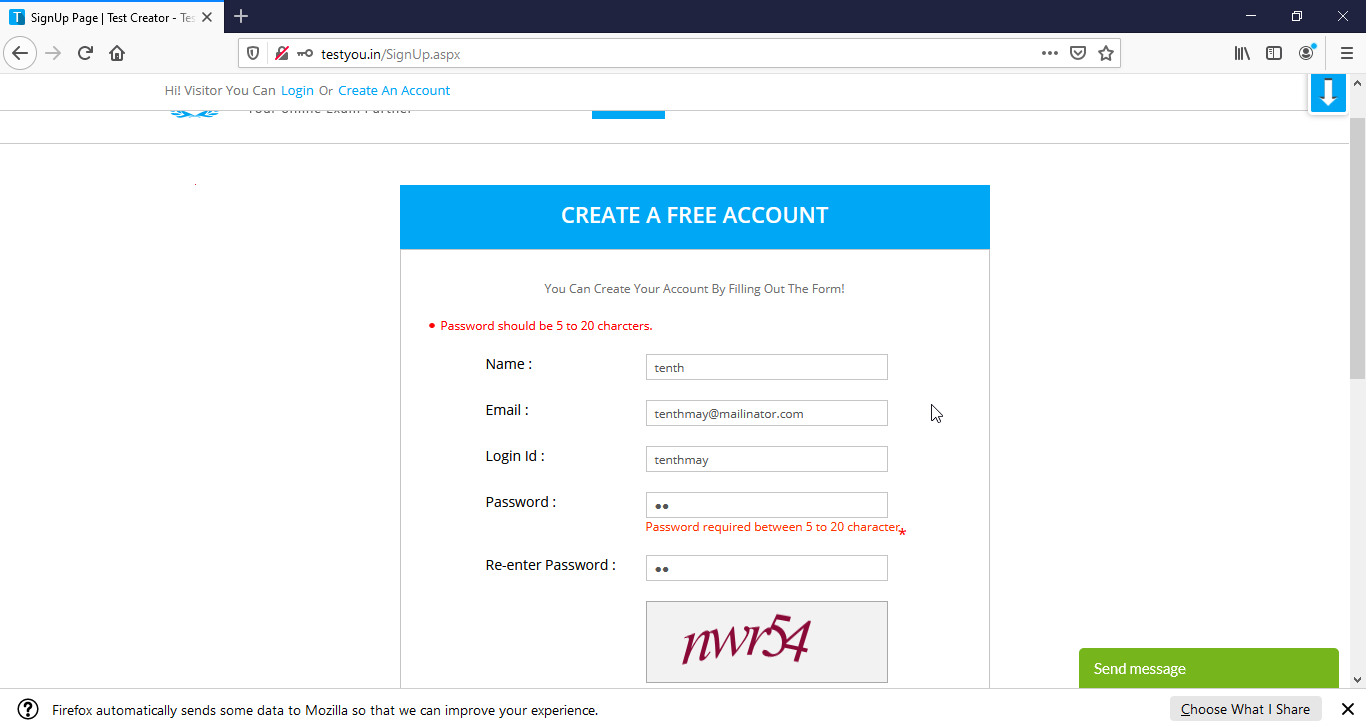 SignUp Page | Test Creator - Tes
testyou.in/SignUp.aspx
Hi! Visitor You Can Login Or Create An Account
Your Online Exam Partner
CREATE A FREE ACCOUNT
You Can Create Your Account By Filling Out The Form!
• Password should be 5 to 20 charcters.
Name : tenth
Email : tenthmay@mailinator.com
Login Id : tenthmay
Password : ●●
Password required between 5 to 20 character. *
Re-enter Password : ●●
nwr54
Send message
Firefox automatically sends some data to Mozilla so that we can improve your experience.
Choose What I Share